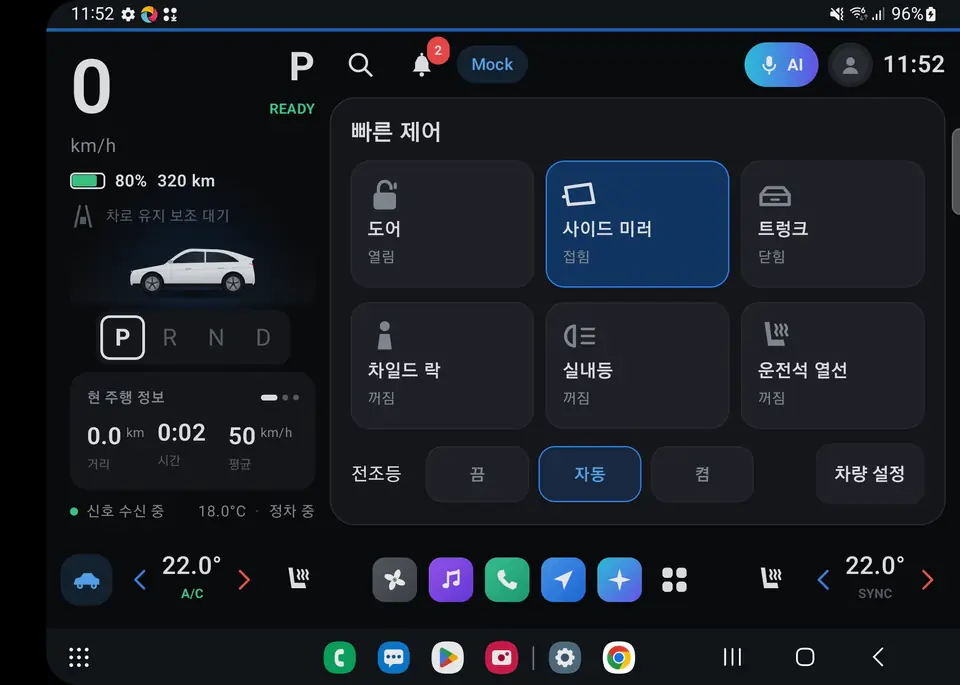 11:52
96%
0
P
READY
km/h
80% 320 km
차로 유지 보조 대기
P R N D
현 주행 정보
0.0 km 0:02 50 km/h
거리 시간 평균
신호 수신 중 18.0°C · 정차 중
2
Mock
AI
11:52
빠른 제어
도어
열림
사이드 미러
접힘
트렁크
닫힘
차일드 락
꺼짐
실내등
꺼짐
운전석 열선
꺼짐
전조등 끔 자동 켬 차량 설정
22.0°
A/C
22.0°
SYNC